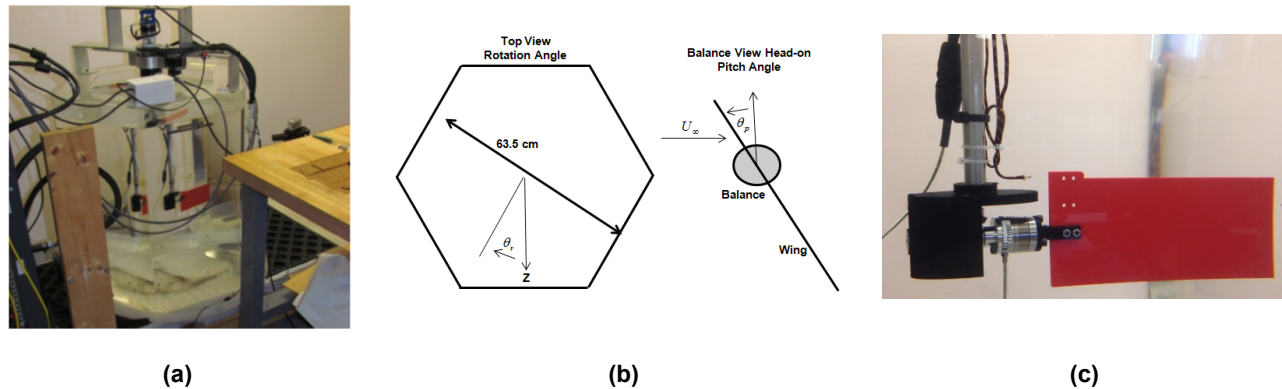 Top View
Rotation Angle
63.5 cm
θr
Z
Balance View Head-on
Pitch Angle
U∞
θp
Balance
Wing
(a)
(b)
(c)